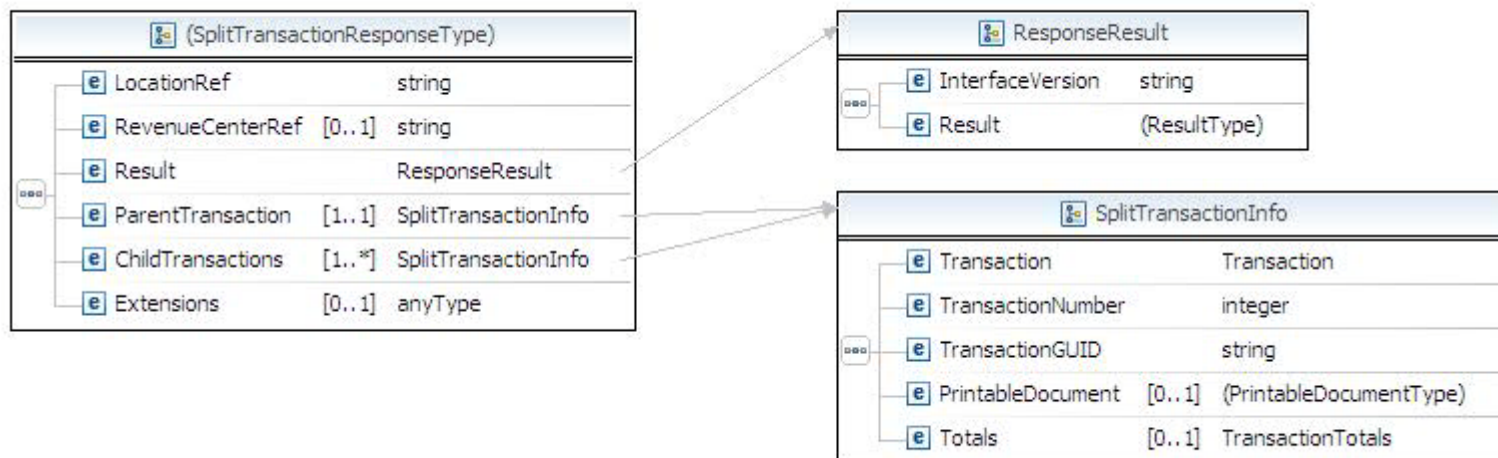 (SplitTransactionResponseType)
e LocationRef string
e RevenueCenterRef [0..1] string
e Result ResponseResult
e ParentTransaction [1..1] SplitTransactionInfo
e ChildTransactions [1..*] SplitTransactionInfo
e Extensions [0..1] anyType
ResponseResult
e InterfaceVersion string
e Result (ResultType)
SplitTransactionInfo
e Transaction Transaction
e TransactionNumber integer
e TransactionGUID string
e PrintableDocument [0..1] (PrintableDocumentType)
e Totals [0..1] TransactionTotals